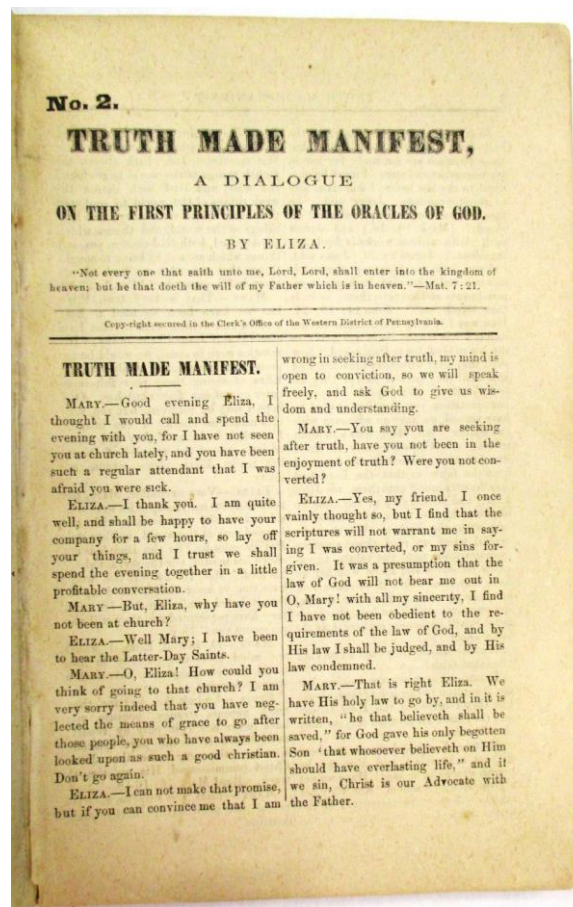 No. 2.
TRUTH MADE MANIFEST,
A DIALOGUE
ON THE FIRST PRINCIPLES OF THE ORACLES OF GOD.
BY ELIZA.
"Not every one that saith unto me, Lord, Lord, shall enter into the kingdom of
heaven; but he that doeth the will of my Father which is in heaven."—Mat. 7:21.
Copy-right secured in the Clerk's Office of the Western District of Pennsylvania.
TRUTH MADE MANIFEST.
MARY.—Good evening Eliza, I
thought I would call and spend the
evening with you, for I have not seen
you at church lately, and you have been
such a regular attendant that I was
afraid you were sick.
ELIZA.—I thank you. I am quite
well, and shall be happy to have your
company for a few hours, so lay off
your things, and I trust we shall
spend the evening together in a little
profitable conversation.
MARY—But, Eliza, why have you
not been at church?
ELIZA.—Well Mary; I have been
to hear the Latter-Day Saints.
MARY.—O, Eliza! How could you
think of going to that church? I am
very sorry indeed that you have neg-
lected the means of grace to go after
those people, you who have always been
looked upon as such a good christian.
Don't go again.
ELIZA.—I can not make that promise,
but if you can convince me that I am
wrong in seeking after truth, my mind is
open to conviction, so we will speak
freely, and ask God to give us wis-
dom and understanding.
MARY.—You say you are seeking
after truth, have you not been in the
enjoyment of truth? Were you not con-
verted?
ELIZA.—Yes, my friend. I once
vainly thought so, but I find that the
scriptures will not warrant me in say-
ing I was converted, or my sins for-
given. It was a presumption that the
law of God will not bear me out in
O, Mary! with all my sincerity, I find
I have not been obedient to the re-
quirements of the law of God, and by
His law I shall be judged, and by His
law condemned.
MARY.—That is right Eliza. We
have His holy law to go by, and in it is
written, "he that believeth shall be
saved," for God gave his only begotten
Son 'that whosoever believeth on Him
should have everlasting life," and if
we sin, Christ is our Advocate with
the Father.